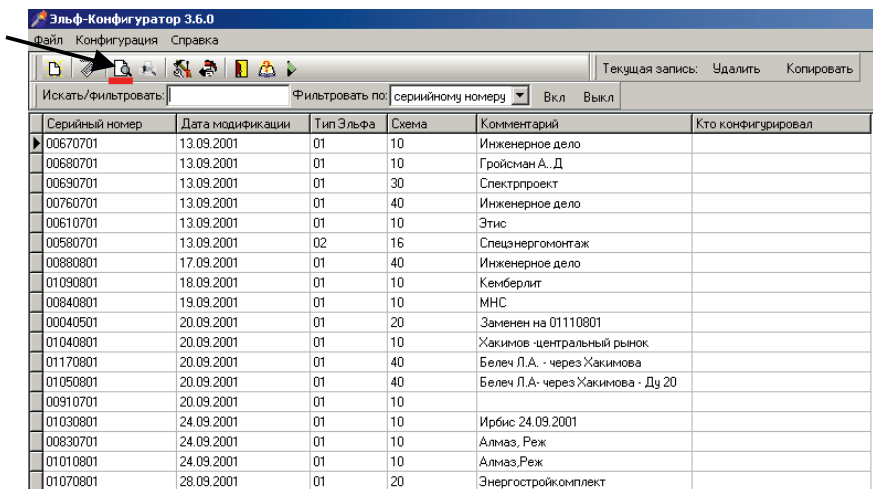 Эльф-Конфигуратор 3.6.0
Файл Конфигурация Справка
Текущая запись: Удалить Копировать
Искать/фильтровать: Фильтровать по: сериийному номеру Вкл Выкл
Серийный номер Дата модификации Тип Эльфа Схема Комментарий Кто конфигурировал
00670701 13.09.2001 01 10 Инженерное дело
00680701 13.09.2001 01 10 Гройсман А..Д
00690701 13.09.2001 01 30 Спектрпроект
00760701 13.09.2001 01 40 Инженерное дело
00610701 13.09.2001 01 10 Этис
00580701 13.09.2001 02 16 Спецэнергомонтаж
00880801 17.09.2001 01 40 Инженерное дело
01090801 18.09.2001 01 10 Кемберлит
00840801 19.09.2001 01 10 МНС
00040501 20.09.2001 01 20 Заменен на 01110801
01040801 20.09.2001 01 10 Хакимов -центральный рынок
01170801 20.09.2001 01 40 Белеч Л.А. - через Хакимова
01050801 20.09.2001 01 40 Белеч Л.А- через Хакимова - Ду 20
00910701 20.09.2001 01 10
01030801 24.09.2001 01 10 Ирбис 24.09.2001
00830701 24.09.2001 01 10 Алмаз, Реж
01010801 24.09.2001 01 10 Алмаз,Реж
01070801 28.09.2001 01 20 Энергостройкомплект